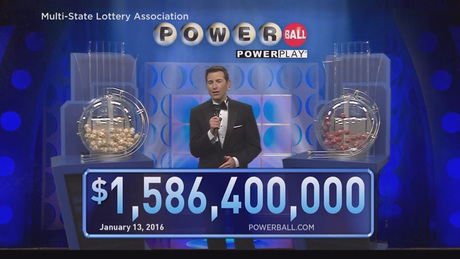 Multi-State Lottery Association
POWERBALL
POWERPLAY
$1,586,400,000
January 13, 2016
POWERBALL.COM